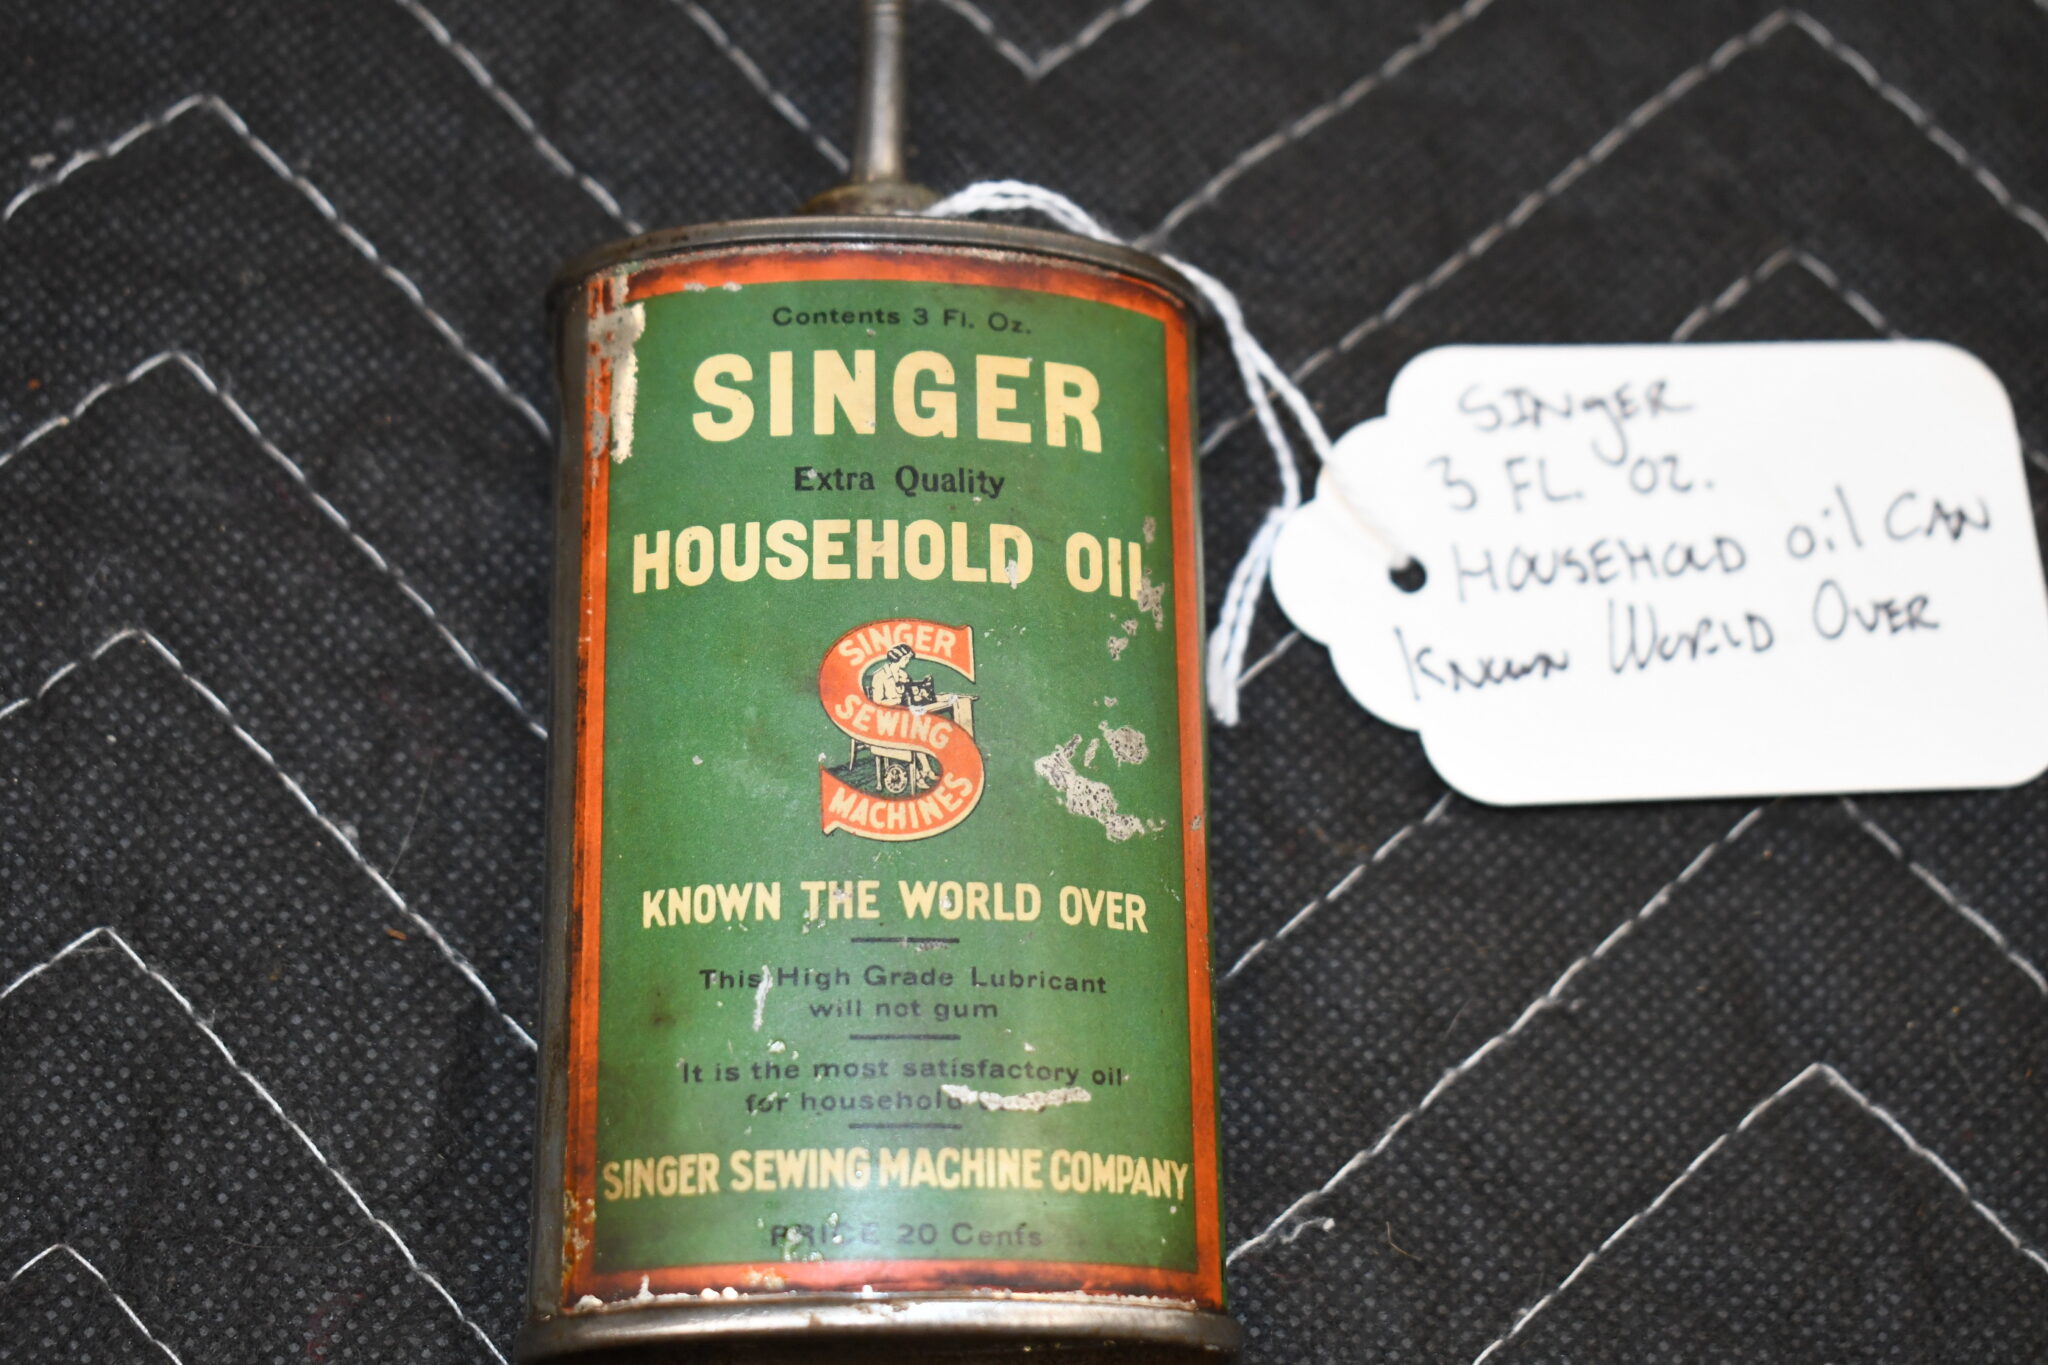 Contents 3 Fl. Oz.
SINGER
Extra Quality
HOUSEHOLD OIL
SINGER
SEWING
MACHINES
KNOWN THE WORLD OVER
This High Grade Lubricant
will not gum
It is the most satisfactory oil
for household
SINGER SEWING MACHINE COMPANY
PRICE 20 Cents
SINgER
3 FL. OZ.
HOUSEHOLD OiL CAN
KNOWN WORLD OVER